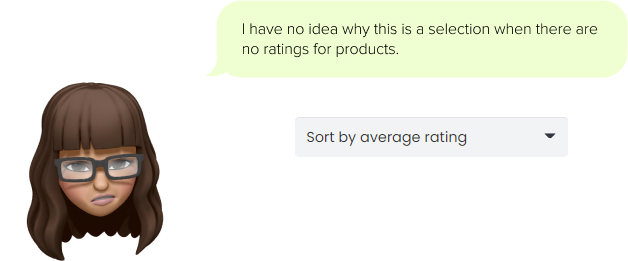 I have no idea why this is a selection when there are
no ratings for products.
Sort by average rating